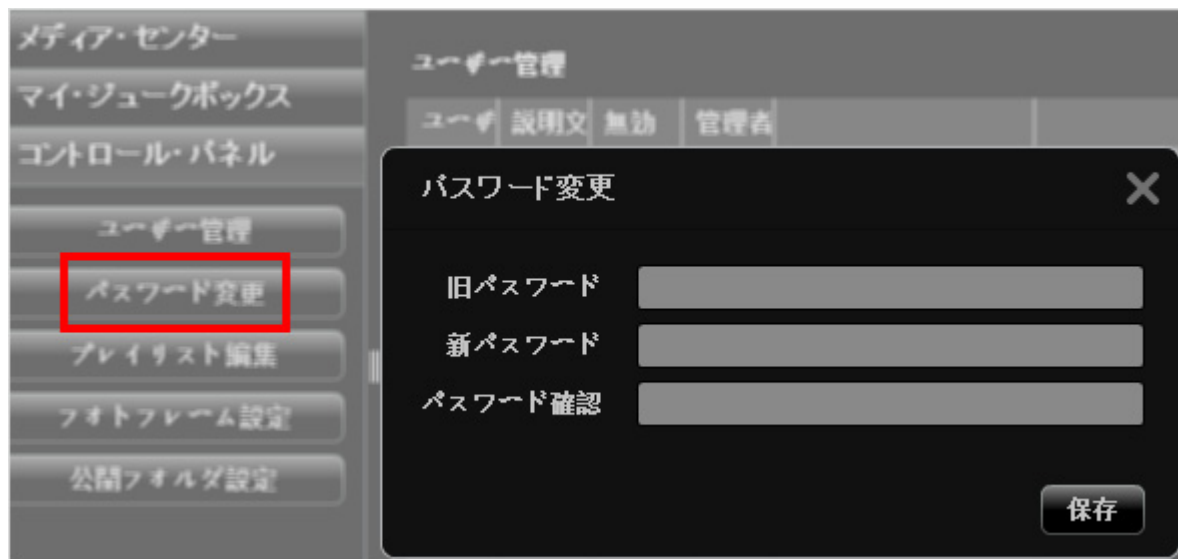 メディア・センター
マイ・ジュークボックス
コントロール・パネル
ユーザー管理
パスワード変更
プレイリスト編集
フォトフレーム設定
公開フォルダ設定
ユーザー管理
ユーザ 説明文 無効 管理者
パスワード変更
旧パスワード
新パスワード
パスワード確認
保存